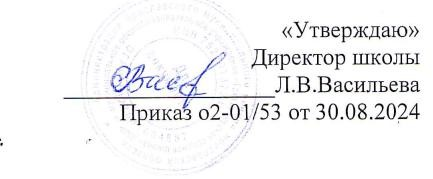 «Утверждаю»
Директор школы
Л.В.Васильева
Приказ о2-01/53 от 30.08.2024